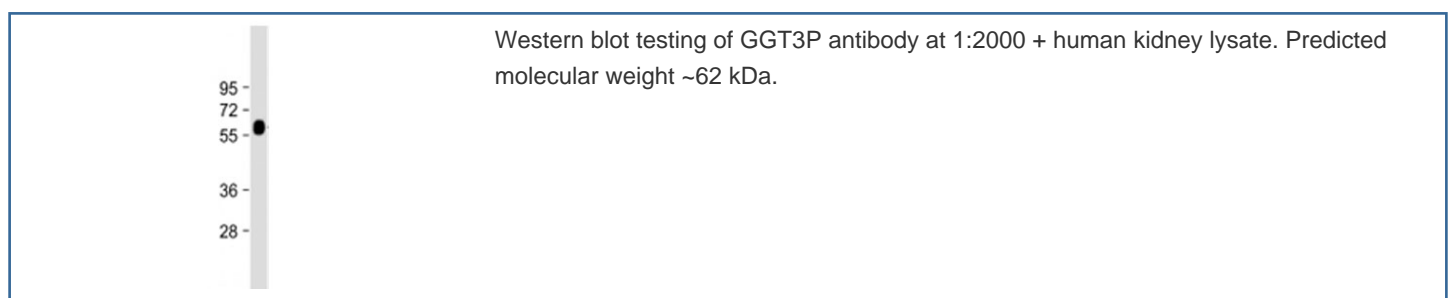 Western blot testing of GGT3P antibody at 1:2000 + human kidney lysate. Predicted
molecular weight ~62 kDa.
95 -
72 -
55 -
36 -
28 -